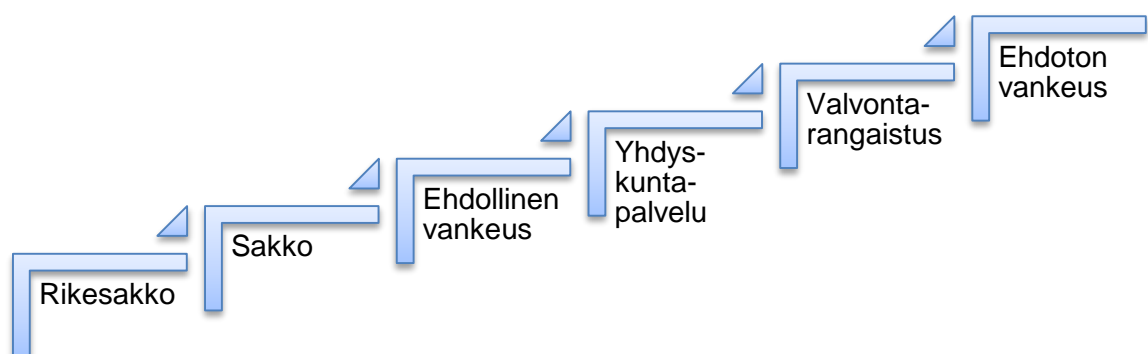 Rikesakko
Sakko
Ehdollinen
vankeus
Yhdys-
kunta-
palvelu
Valvonta-
rangaistus
Ehdoton
vankeus